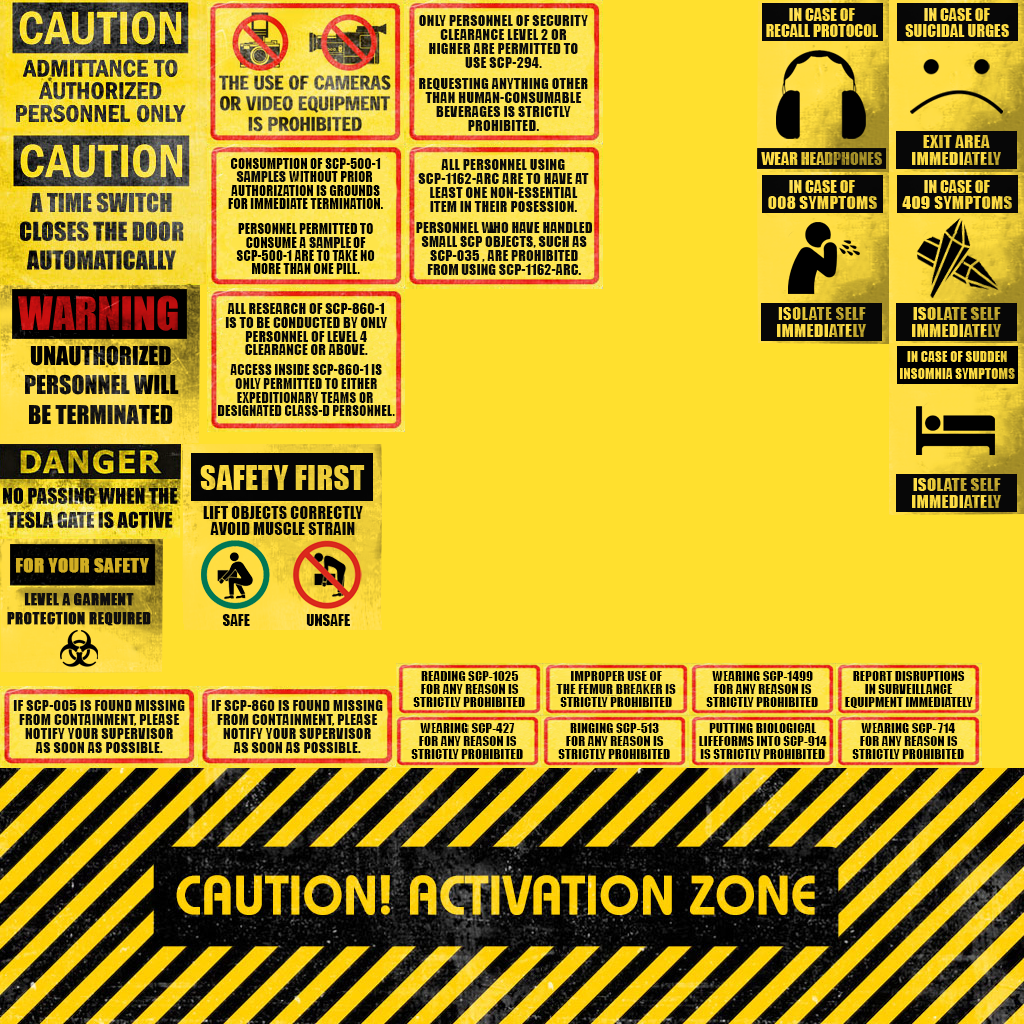 CAUTION
ADMITTANCE TO
AUTHORIZED
PERSONNEL ONLY
CAUTION
A TIME SWITCH
CLOSES THE DOOR
AUTOMATICALLY
WARNING
UNAUTHORIZED
PERSONNEL WILL
BE TERMINATED
DANGER
NO PASSING WHEN THE
TESLA GATE IS ACTIVE
FOR YOUR SAFETY
LEVEL A GARMENT
PROTECTION REQUIRED
THE USE OF CAMERAS
OR VIDEO EQUIPMENT
IS PROHIBITED
CONSUMPTION OF SCP-500-1
SAMPLES WITHOUT PRIOR
AUTHORIZATION IS GROUNDS
FOR IMMEDIATE TERMINATION.
PERSONNEL PERMITTED TO
CONSUME A SAMPLE OF
SCP-500-1 ARE TO TAKE NO
MORE THAN ONE PILL.
ALL RESEARCH OF SCP-860-1
IS TO BE CONDUCTED BY ONLY
PERSONNEL OF LEVEL 4
CLEARANCE OR ABOVE.
ACCESS INSIDE SCP-860-1 IS
ONLY PERMITTED TO EITHER
EXPEDITIONARY TEAMS OR
DESIGNATED CLASS-D PERSONNEL.
SAFETY FIRST
LIFT OBJECTS CORRECTLY
AVOID MUSCLE STRAIN
SAFE UNSAFE
ONLY PERSONNEL OF SECURITY
CLEARANCE LEVEL 2 OR
HIGHER ARE PERMITTED TO
USE SCP-294.
REQUESTING ANYTHING OTHER
THAN HUMAN-CONSUMABLE
BEVERAGES IS STRICTLY
PROHIBITED.
ALL PERSONNEL USING
SCP-1162-ARC ARE TO HAVE AT
LEAST ONE NON-ESSENTIAL
ITEM IN THEIR POSESSION.
PERSONNEL WHO HAVE HANDLED
SMALL SCP OBJECTS, SUCH AS
SCP-035 , ARE PROHIBITED
FROM USING SCP-1162-ARC.
IN CASE OF
RECALL PROTOCOL
WEAR HEADPHONES
IN CASE OF
SUICIDAL URGES
EXIT AREA
IMMEDIATELY
IN CASE OF
008 SYMPTOMS
ISOLATE SELF
IMMEDIATELY
IN CASE OF
409 SYMPTOMS
ISOLATE SELF
IMMEDIATELY
IN CASE OF SUDDEN
INSOMNIA SYMPTOMS
ISOLATE SELF
IMMEDIATELY
IF SCP-005 IS FOUND MISSING
FROM CONTAINMENT, PLEASE
NOTIFY YOUR SUPERVISOR
AS SOON AS POSSIBLE.
IF SCP-860 IS FOUND MISSING
FROM CONTAINMENT, PLEASE
NOTIFY YOUR SUPERVISOR
AS SOON AS POSSIBLE.
READING SCP-1025
FOR ANY REASON IS
STRICTLY PROHIBITED
IMPROPER USE OF
THE FEMUR BREAKER IS
STRICTLY PROHIBITED
WEARING SCP-1499
FOR ANY REASON IS
STRICTLY PROHIBITED
REPORT DISRUPTIONS
IN SURVEILLANCE
EQUIPMENT IMMEDIATELY
WEARING SCP-427
FOR ANY REASON IS
STRICTLY PROHIBITED
RINGING SCP-513
FOR ANY REASON IS
STRICTLY PROHIBITED
PUTTING BIOLOGICAL
LIFEFORMS INTO SCP-914
IS STRICTLY PROHIBITED
WEARING SCP-714
FOR ANY REASON IS
STRICTLY PROHIBITED
CAUTION! ACTIVATION ZONE